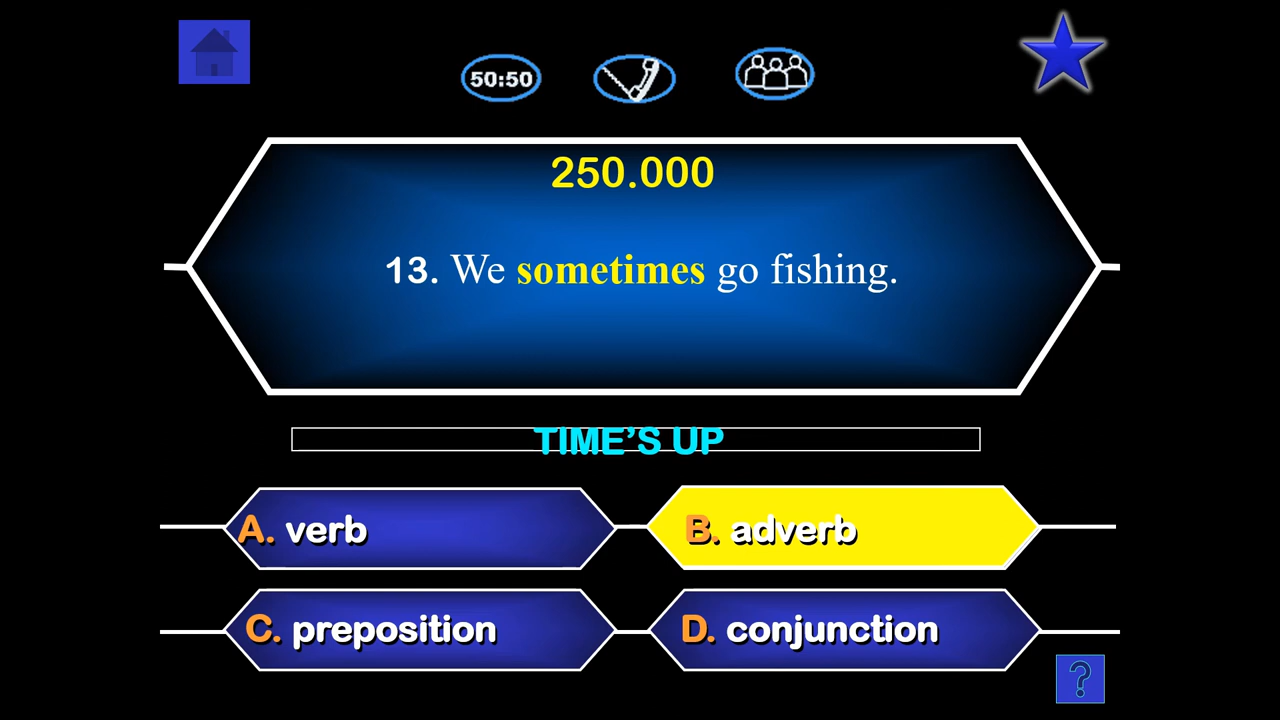 50:50
250.000
13. We sometimes go fishing.
TIME’S UP
A. verb
B. adverb
C. preposition
D. conjunction
?